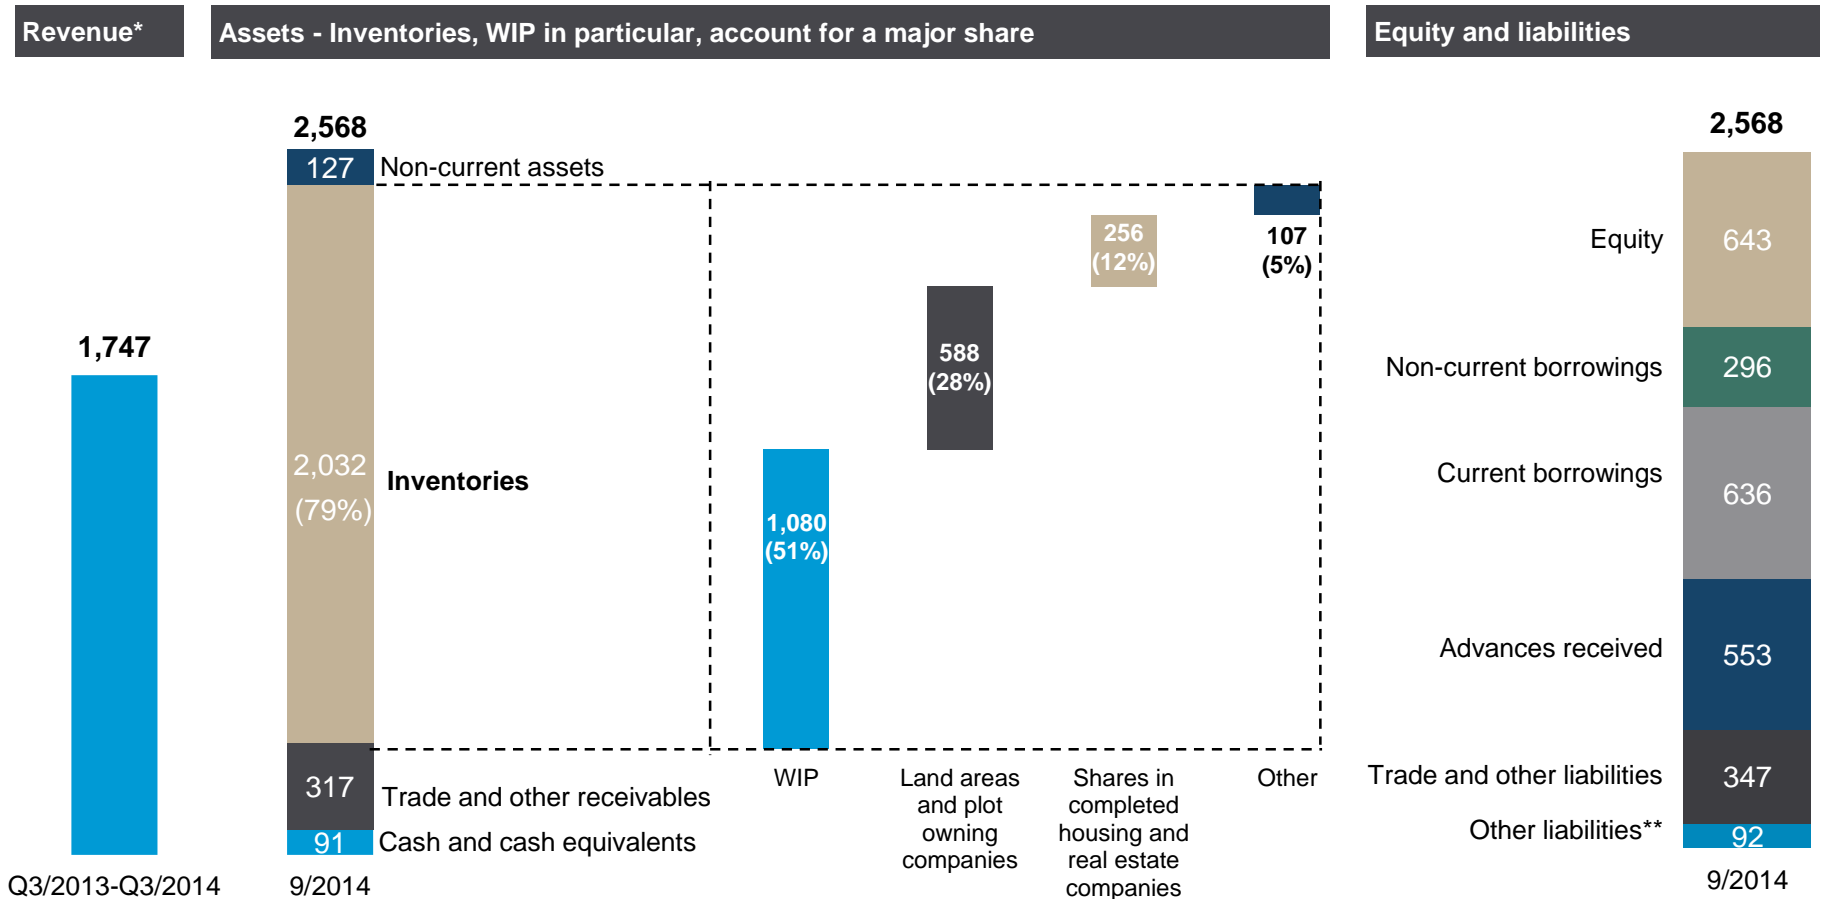 Revenue*
Assets - Inventories, WIP in particular, account for a major share
Equity and liabilities
1,747
Q3/2013-Q3/2014
2,568
127
Non-current assets
2,032
(79%)
Inventories
317
Trade and other receivables
91
Cash and cash equivalents
9/2014
1,080
(51%)
588
(28%)
256
(12%)
107
(5%)
WIP
Land areas
and plot
owning
companies
Shares in
completed
housing and
real estate
companies
Other
2,568
Equity
643
Non-current borrowings
296
Current borrowings
636
Advances received
553
Trade and other liabilities
347
Other liabilities**
92
9/2014